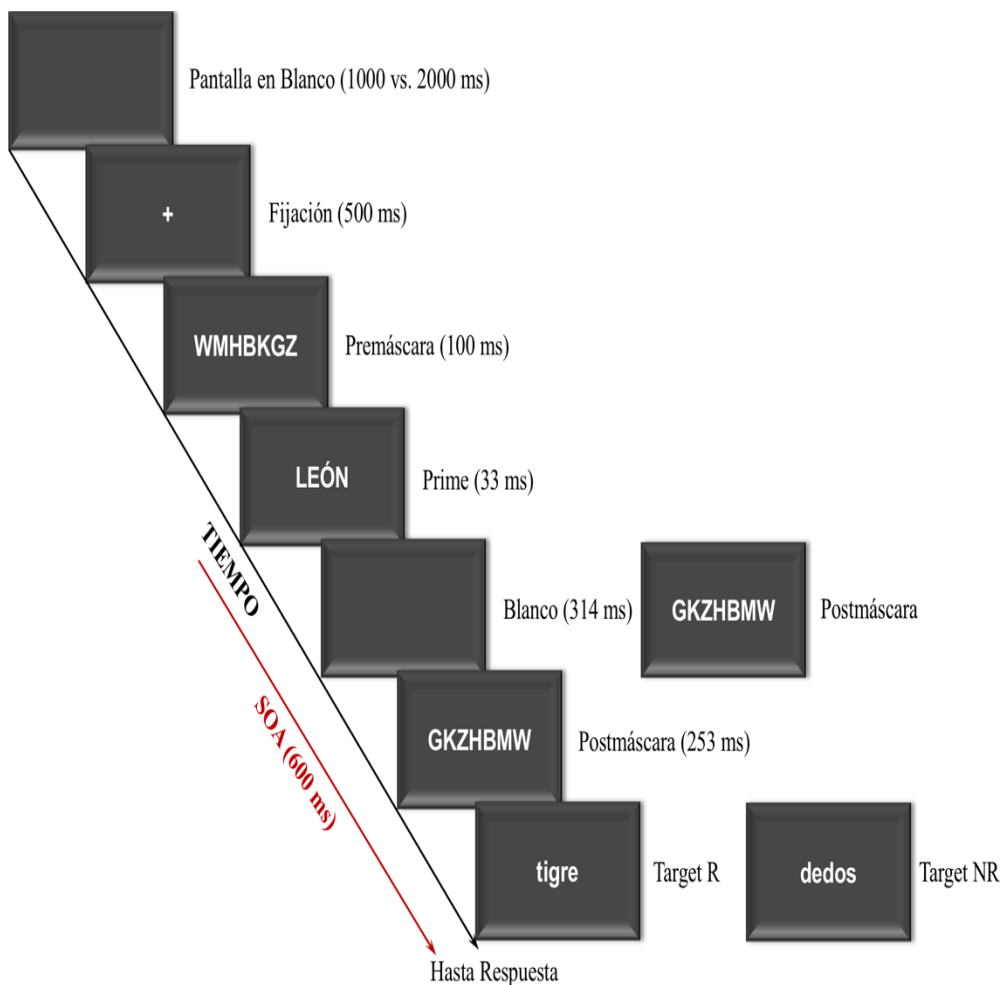 Pantalla en Blanco (1000 vs. 2000 ms)
+
Fijación (500 ms)
WMHBKGZ
Premáscara (100 ms)
LEÓN
Prime (33 ms)
TIEMPO
Blanco (314 ms)
GKZHBMW
Postmáscara
SOA (600 ms)
GKZHBMW
Postmáscara (253 ms)
tigre
Target R
dedos
Target NR
Hasta Respuesta